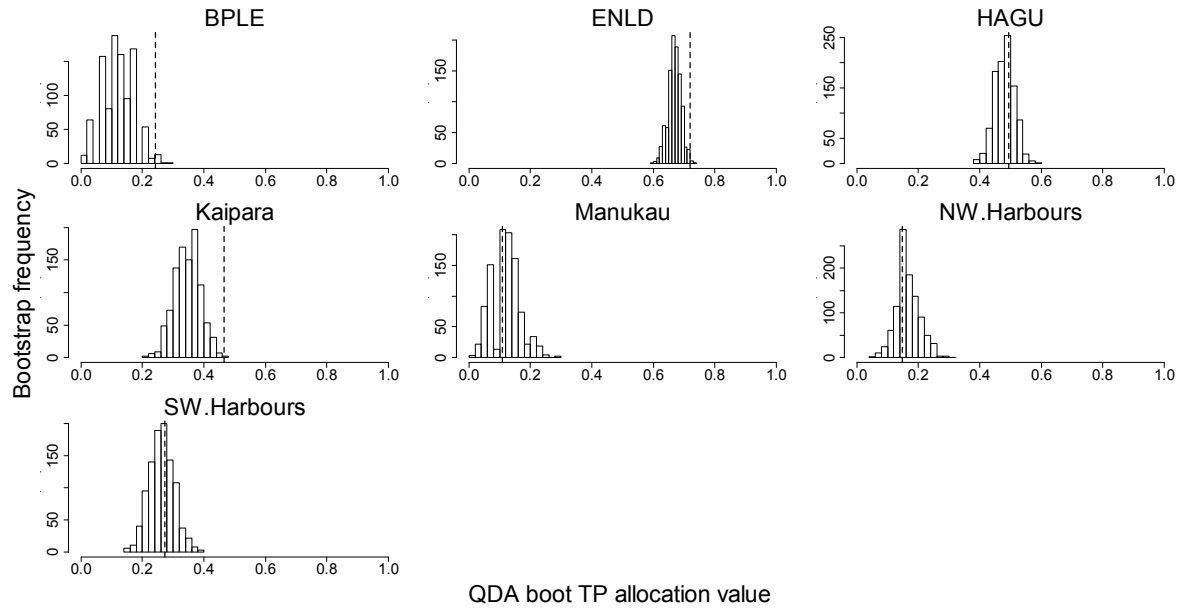 BPLE ENLD HAGU
0 50 100 0 50 150 0 50 150 200 250
0.0 0.2 0.4 0.6 0.8 1.0 0.0 0.2 0.4 0.6 0.8 1.0 0.0 0.2 0.4 0.6 0.8 1.0
Kaipara Manukau NW.Harbours
0 50 150 0 50 150 0 100 200
0.0 0.2 0.4 0.6 0.8 1.0 0.0 0.2 0.4 0.6 0.8 1.0 0.0 0.2 0.4 0.6 0.8 1.0
Bootstrap frequency
SW.Harbours
0 50 150
0.0 0.2 0.4 0.6 0.8 1.0
QDA boot TP allocation value